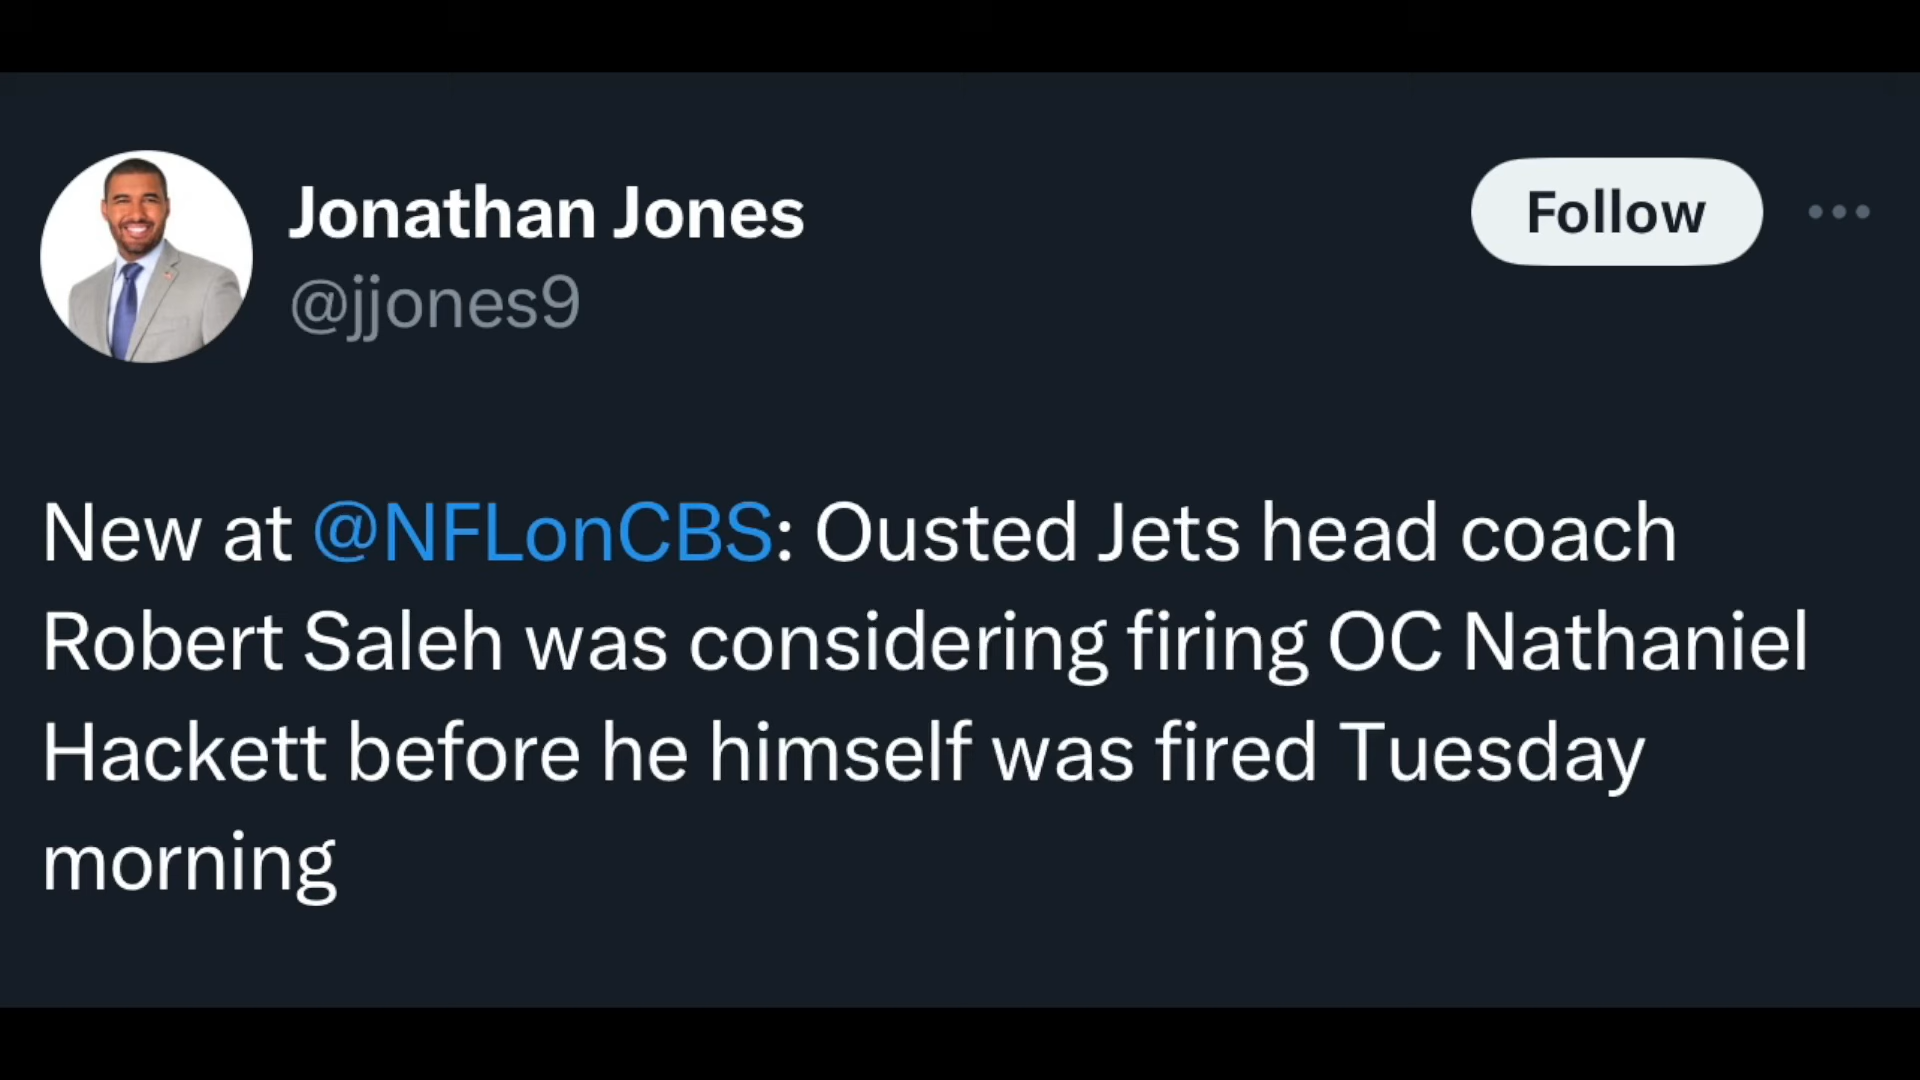 Jonathan Jones
@jjones9
Follow
New at @NFLonCBS: Ousted Jets head coach
Robert Saleh was considering firing OC Nathaniel
Hackett before he himself was fired Tuesday
morning